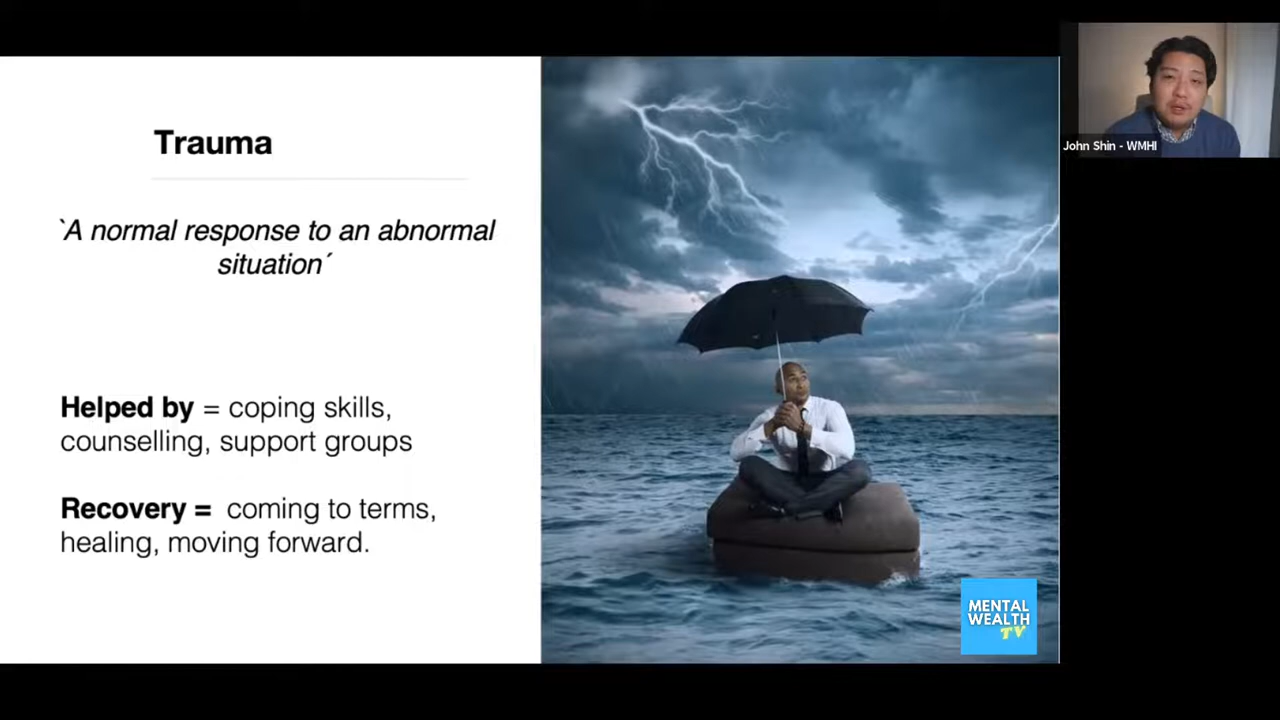 Trauma
`A normal response to an abnormal
situation´
Helped by = coping skills,
counselling, support groups
Recovery = coming to terms,
healing, moving forward.
MENTAL
WEALTH
TV
John Shin - WMHI